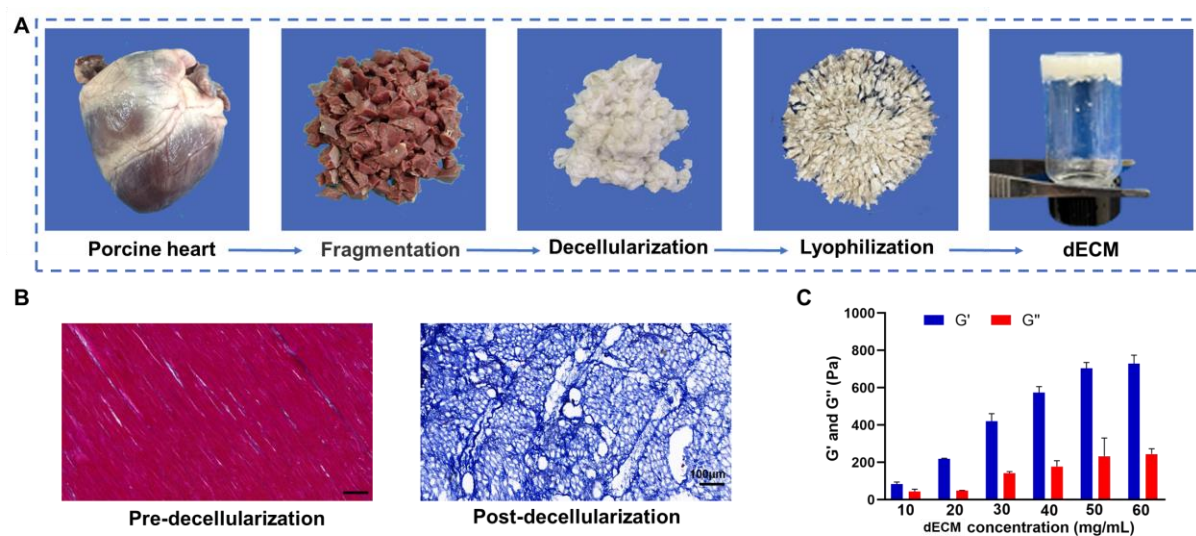 A
Porcine heart
Fragmentation
Decellularization
Lyophilization
dECM
B
100μm
Pre-decellularization
Post-decellularization
C
G' G"
G' and G" (Pa)
1000
800
600
400
200
0
10 20 30 40 50 60
dECM concentration (mg/mL)